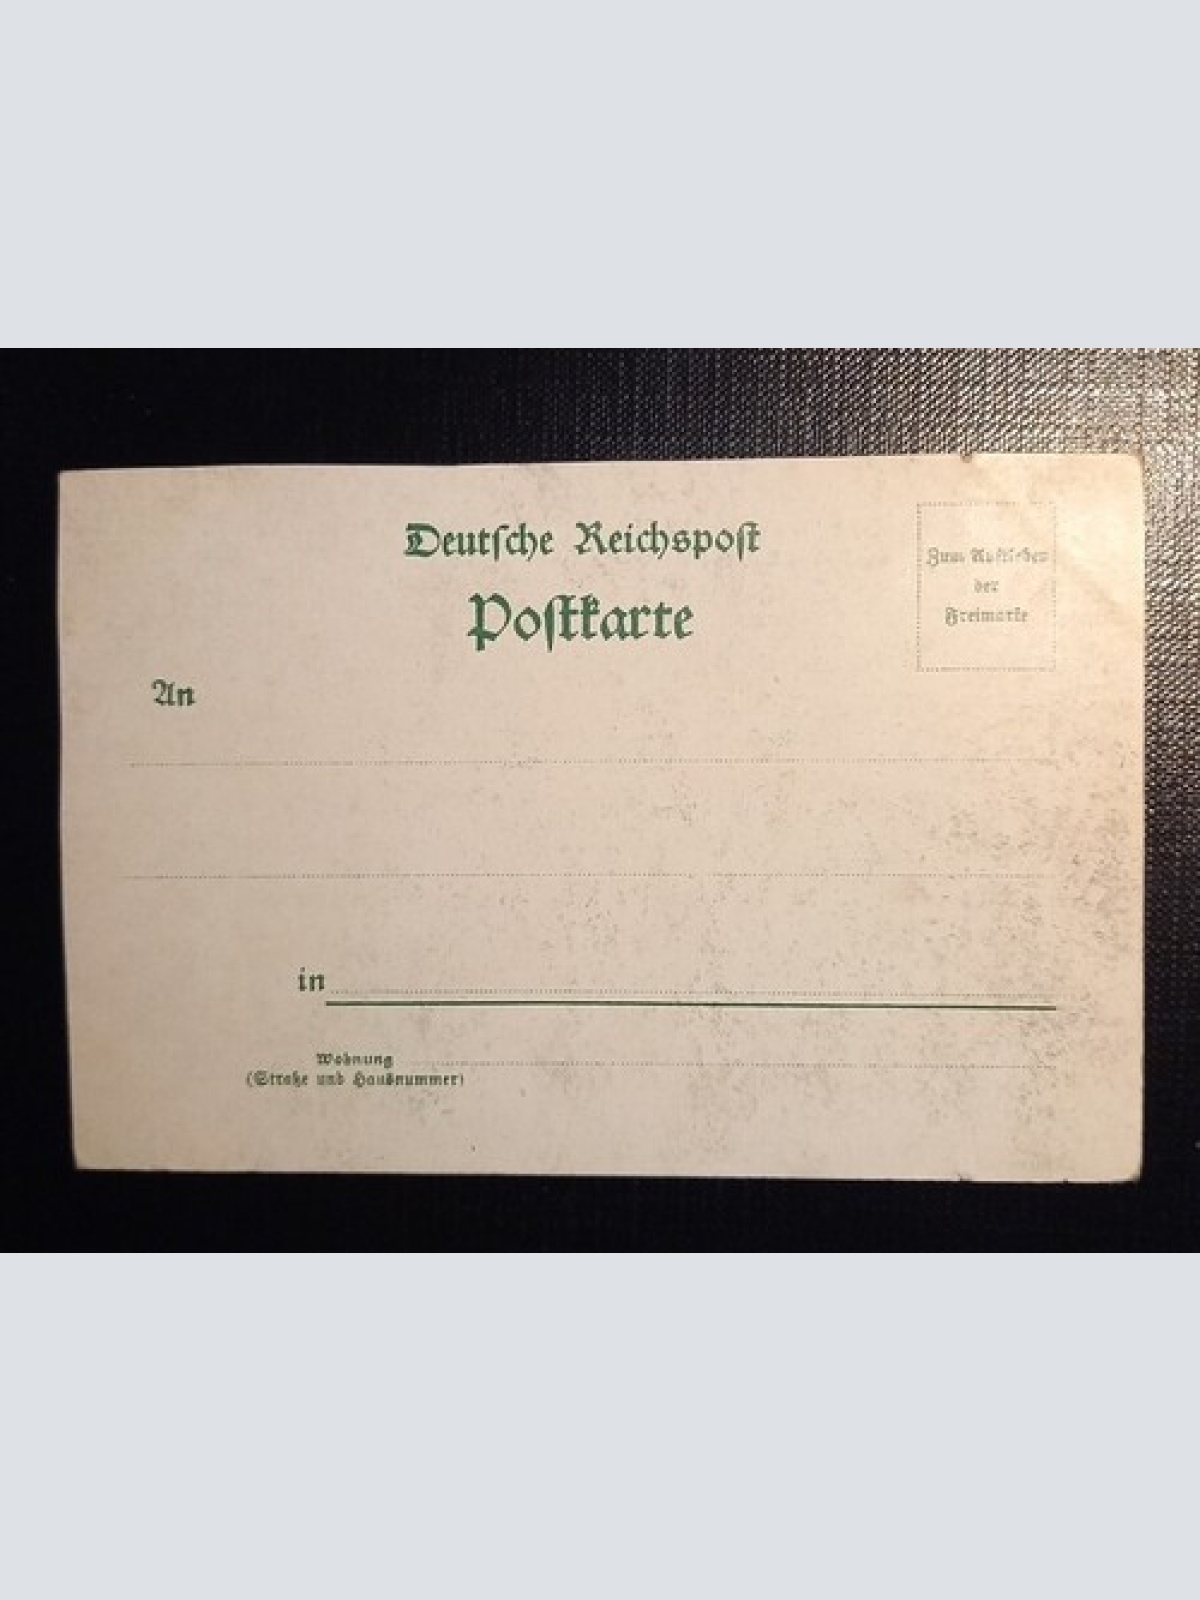 Deutſche Reichspoſt
Poſtkarte
Zum Aufkleben
der
Freimarke
An
in
Wohnung
(Straße und Hausnummer)